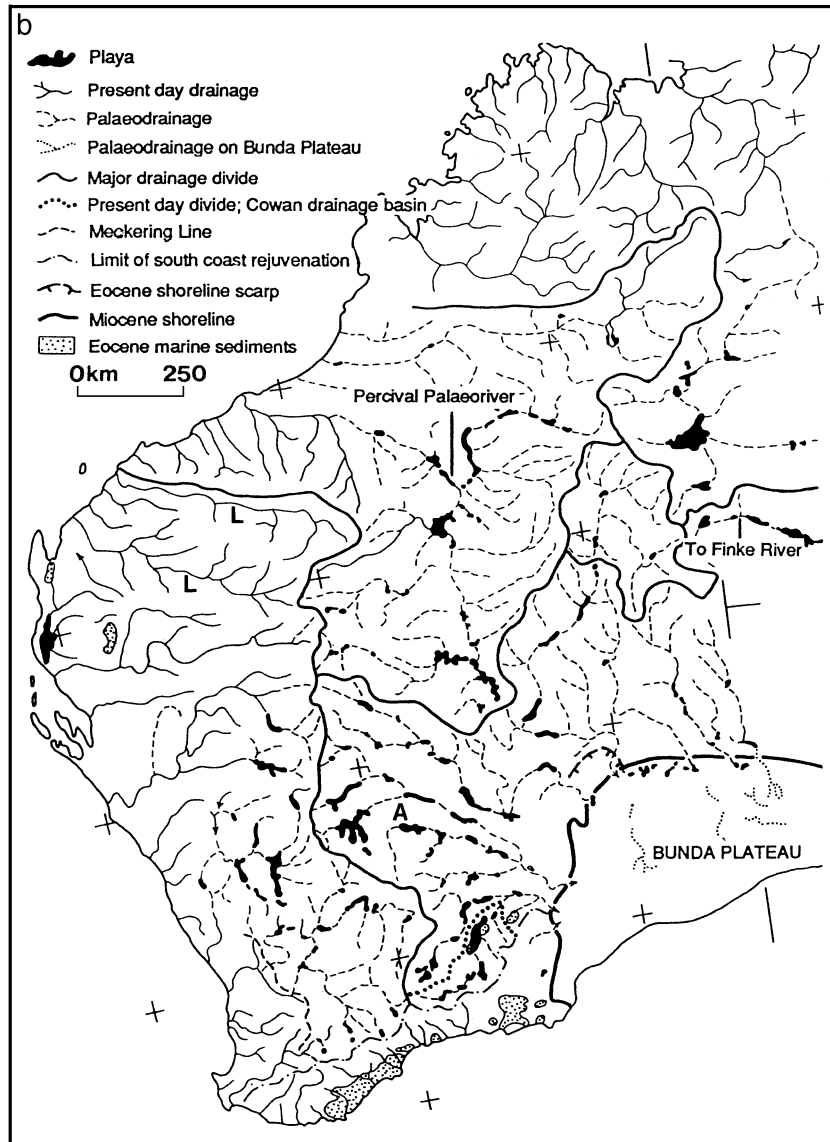 b
Playa
Present day drainage
Palaeodrainage
Palaeodrainage on Bunda Plateau
Major drainage divide
Present day divide; Cowan drainage basin
Meckering Line
Limit of south coast rejuvenation
Eocene shoreline scarp
Miocene shoreline
Eocene marine sediments
0km 250
Percival Palaeoriver
L
L
To Finke River
A
BUNDA PLATEAU